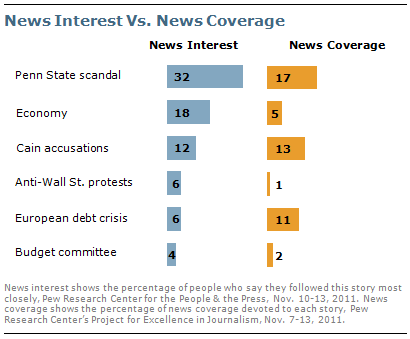 News Interest Vs. News Coverage
News Interest News Coverage
Penn State scandal 32 17
Economy 18 5
Cain accusations 12 13
Anti-Wall St. protests 6 1
European debt crisis 6 11
Budget committee 4 2
News interest shows the percentage of people who say they followed this story most
closely, Pew Research Center for the People & the Press, Nov. 10-13, 2011. News
coverage shows the percentage of news coverage devoted to each story, Pew
Research Center's Project for Excellence in Journalism, Nov. 7-13, 2011.